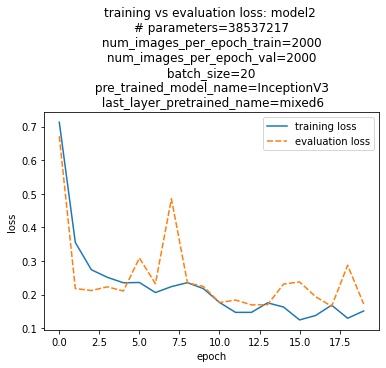 training vs evaluation loss: model2
# parameters=38537217
num_images_per_epoch_train=2000
num_images_per_epoch_val=2000
batch_size=20
pre_trained_model_name=InceptionV3
last_layer_pretrained_name=mixed6
training loss
evaluation loss
0.7
0.6
0.5
0.4
0.3
0.2
0.1
loss
0.0 2.5 5.0 7.5 10.0 12.5 15.0 17.5
epoch